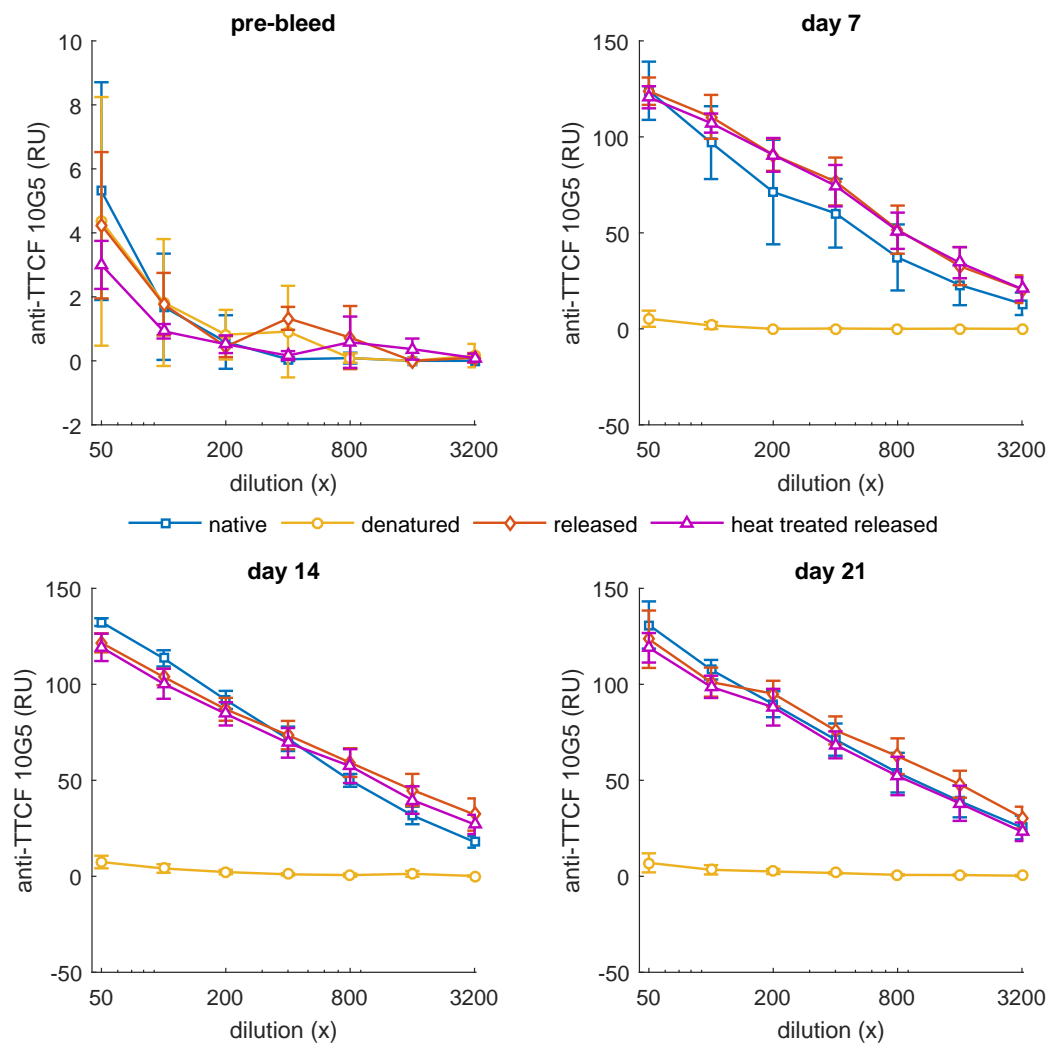 pre-bleed
anti-TTCF 10G5 (RU)
10
8
6
4
2
0
-2
50
200
800
3200
dilution (x)
day 7
anti-TTCF 10G5 (RU)
150
100
50
0
-50
50
200
800
3200
dilution (x)
native
denatured
released
heat treated released
day 14
anti-TTCF 10G5 (RU)
150
100
50
0
-50
50
200
800
3200
dilution (x)
day 21
anti-TTCF 10G5 (RU)
150
100
50
0
-50
50
200
800
3200
dilution (x)